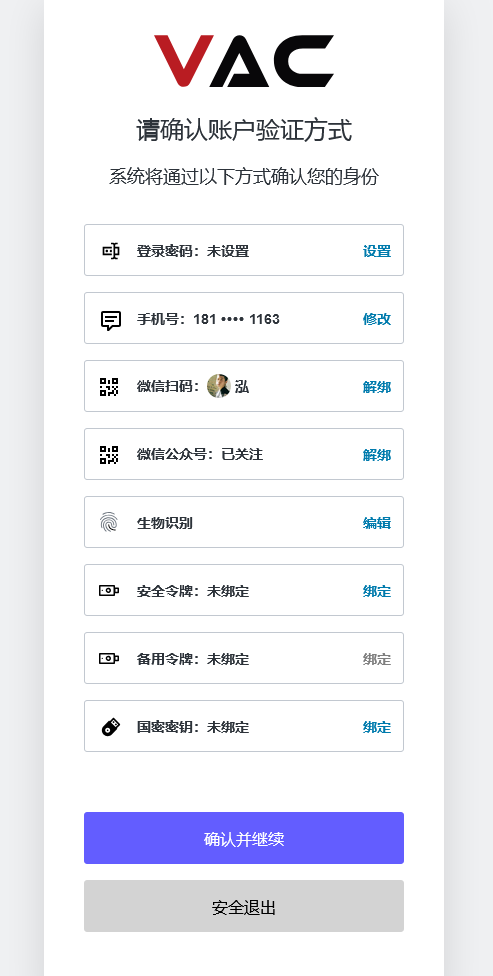 VAC
请确认账户验证方式
系统将通过以下方式确认您的身份
登录密码：未设置 设置
手机号：181 •••• 1163 修改
微信扫码： 泓 解绑
微信公众号：已关注 解绑
生物识别 编辑
安全令牌：未绑定 绑定
备用令牌：未绑定 绑定
国密密钥：未绑定 绑定
确认并继续
安全退出